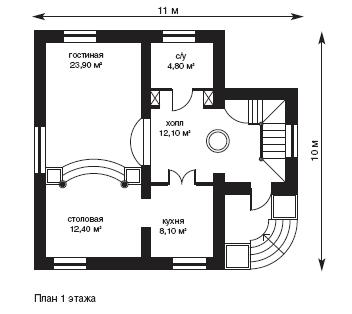 11 м
гостиная
23,90 м²
с/у
4,80 м²
холл
12,10 м²
10 м
столовая
12,40 м²
кухня
8,10 м²
План 1 этажа